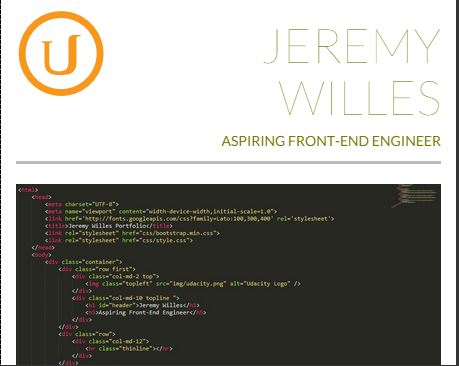 U
JEREMY
WILLES
ASPIRING FRONT-END ENGINEER
<html>
<head>
<meta charset="UTF-8">
<meta name="viewport" content="width=device-width,initial-scale=1.0">
<link href='http://fonts.googleapis.com/css?family=Lato:100,300,400' rel='stylesheet'>
<title>Jeremy Willes Portfolio</title>
<link rel="stylesheet" href="css/bootstrap.min.css">
<link rel="stylesheet" href="css/style.css">
</head>
<body>
<div class="container">
<div class="row first">
<div class="col-md-2 top">
<img class="topleft" src="img/udacity.png" alt="Udacity Logo" />
</div>
<div class="col-md-10 topline ">
<h1 id="header">Jeremy Willes</h1>
<h5>Aspiring Front-End Engineer</h5>
</div>
</div>
<div class="row">
<div class="col-md-12">
<hr class="thinline"></hr>
</div>
</div>